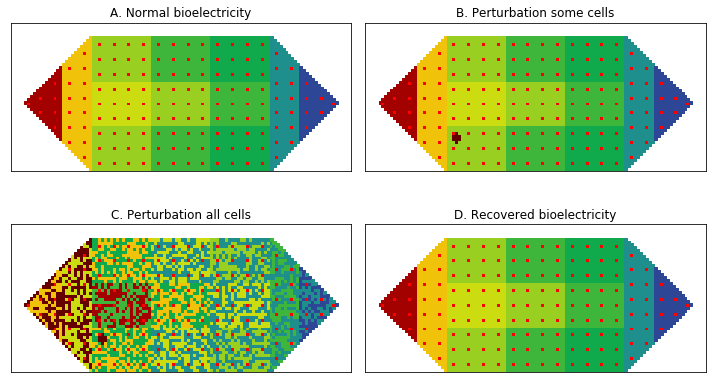 A. Normal bioelectricity
B. Perturbation some cells
C. Perturbation all cells
D. Recovered bioelectricity